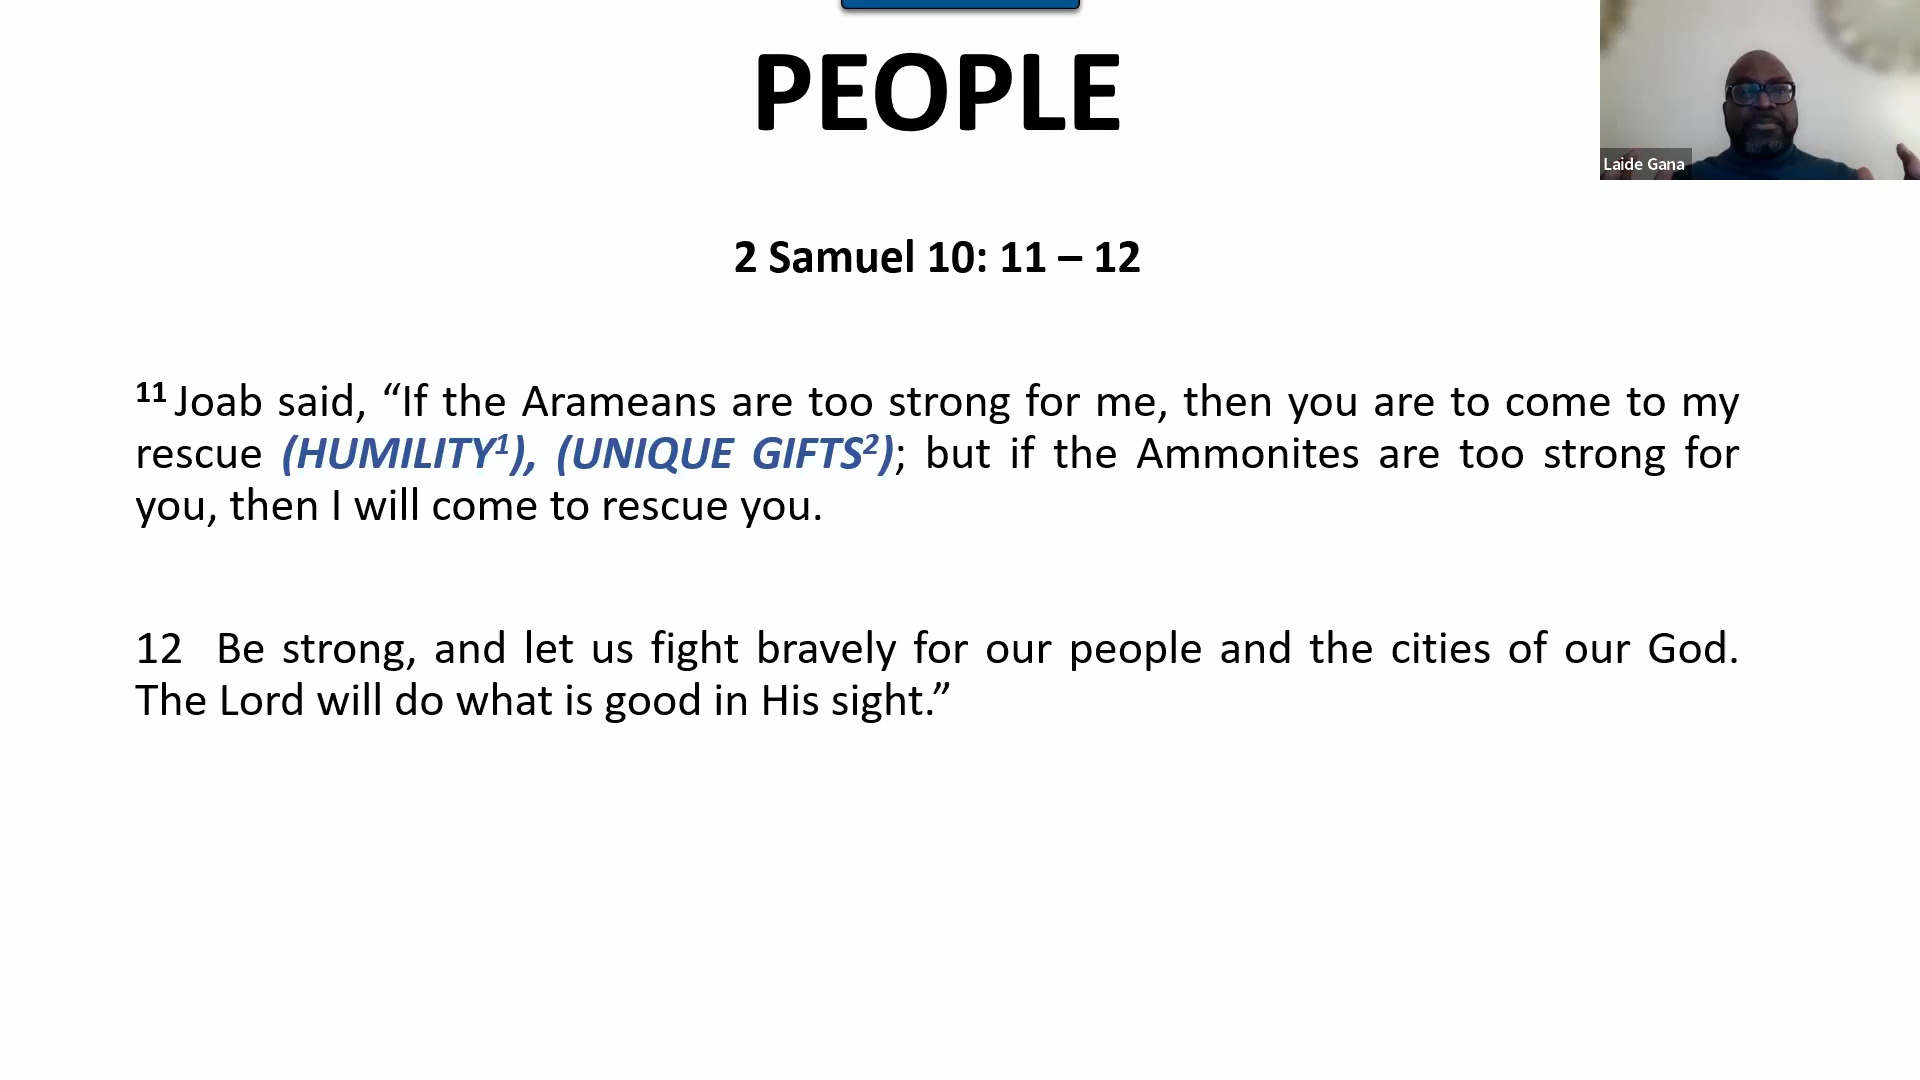 PEOPLE
Laide Gana
2 Samuel 10: 11 – 12
¹¹ Joab said, “If the Arameans are too strong for me, then you are to come to my
rescue (HUMILITY¹), (UNIQUE GIFTS²); but if the Ammonites are too strong for
you, then I will come to rescue you.
12 Be strong, and let us fight bravely for our people and the cities of our God.
The Lord will do what is good in His sight.”